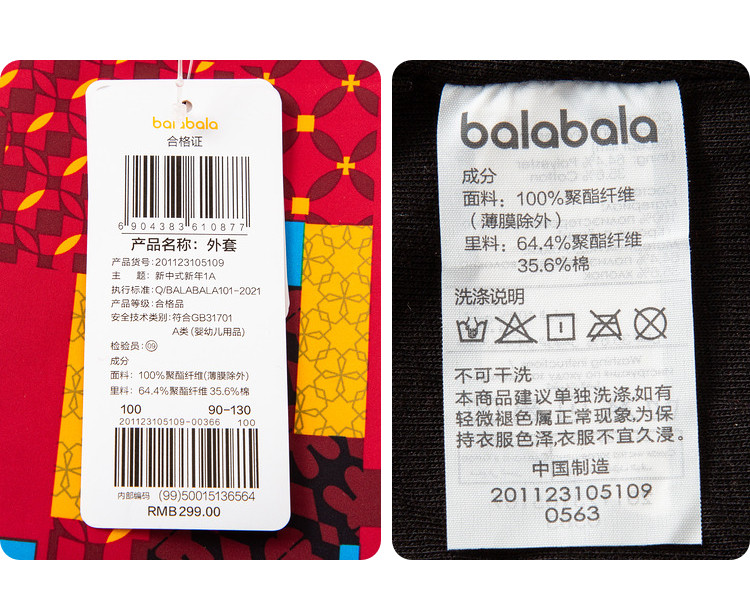 balabala
合格证
6 904383 610877
产品名称：外套
产品货号：201123105109
主　题：新中式新年1A
执行标准：Q/BALABALA101-2021
产品等级：合格品
安全技术类别：符合GB31701
A类（婴幼儿用品）
检验员：09
成分
面料：100%聚酯纤维（薄膜除外）
里料：64.4%聚酯纤维 35.6%棉
100 90-130
201123105109-00366 100
内部编码 (99)50015136564
RMB299.00
balabala
成分
面料：100%聚酯纤维
（薄膜除外）
里料：64.4%聚酯纤维
35.6%棉
洗涤说明
不可干洗
本商品建议单独洗涤,如有
轻微褪色属正常现象,为保
持衣服色泽,衣服不宜久浸。
中国制造
201123105109
0563